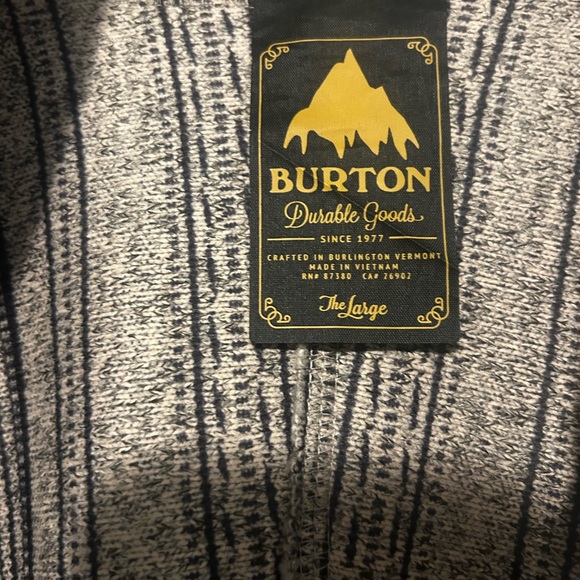 BURTON
Durable Goods
SINCE 1977
CRAFTED IN BURLINGTON VERMONT
MADE IN VIETNAM
RN# 87380 CA# 26902
The Large